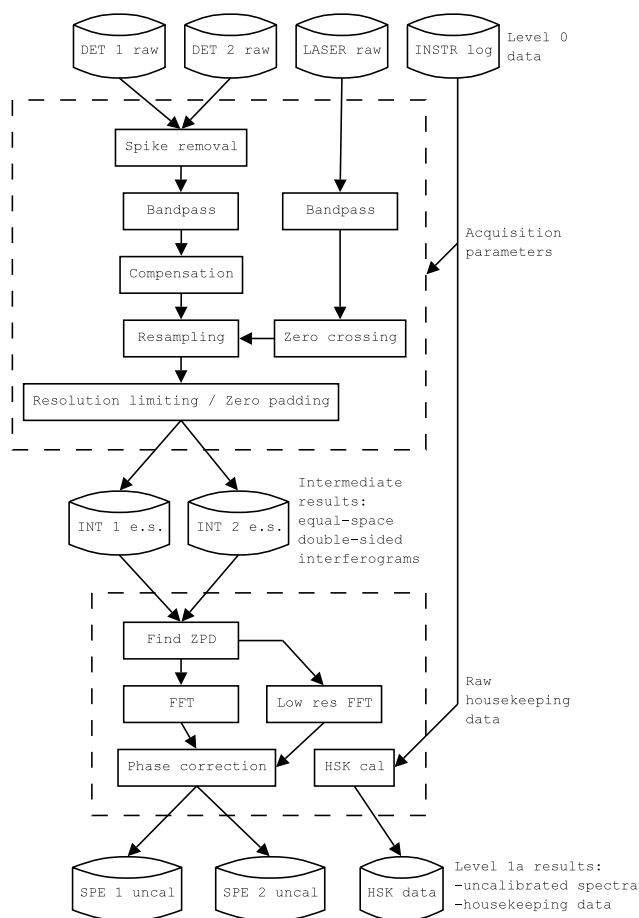 DET 1 raw
DET 2 raw
LASER raw
INSTR log
Level 0
data
Spike removal
Bandpass
Bandpass
Acquisition
parameters
Compensation
Resampling
Zero crossing
Resolution limiting / Zero padding
INT 1 e.s.
INT 2 e.s.
Intermediate
results:
equal-space
double-sided
interferograms
Find ZPD
FFT
Low res FFT
Raw
housekeeping
data
Phase correction
HSK cal
SPE 1 uncal
SPE 2 uncal
HSK data
Level 1a results:
-uncalibrated spectra
-housekeeping data